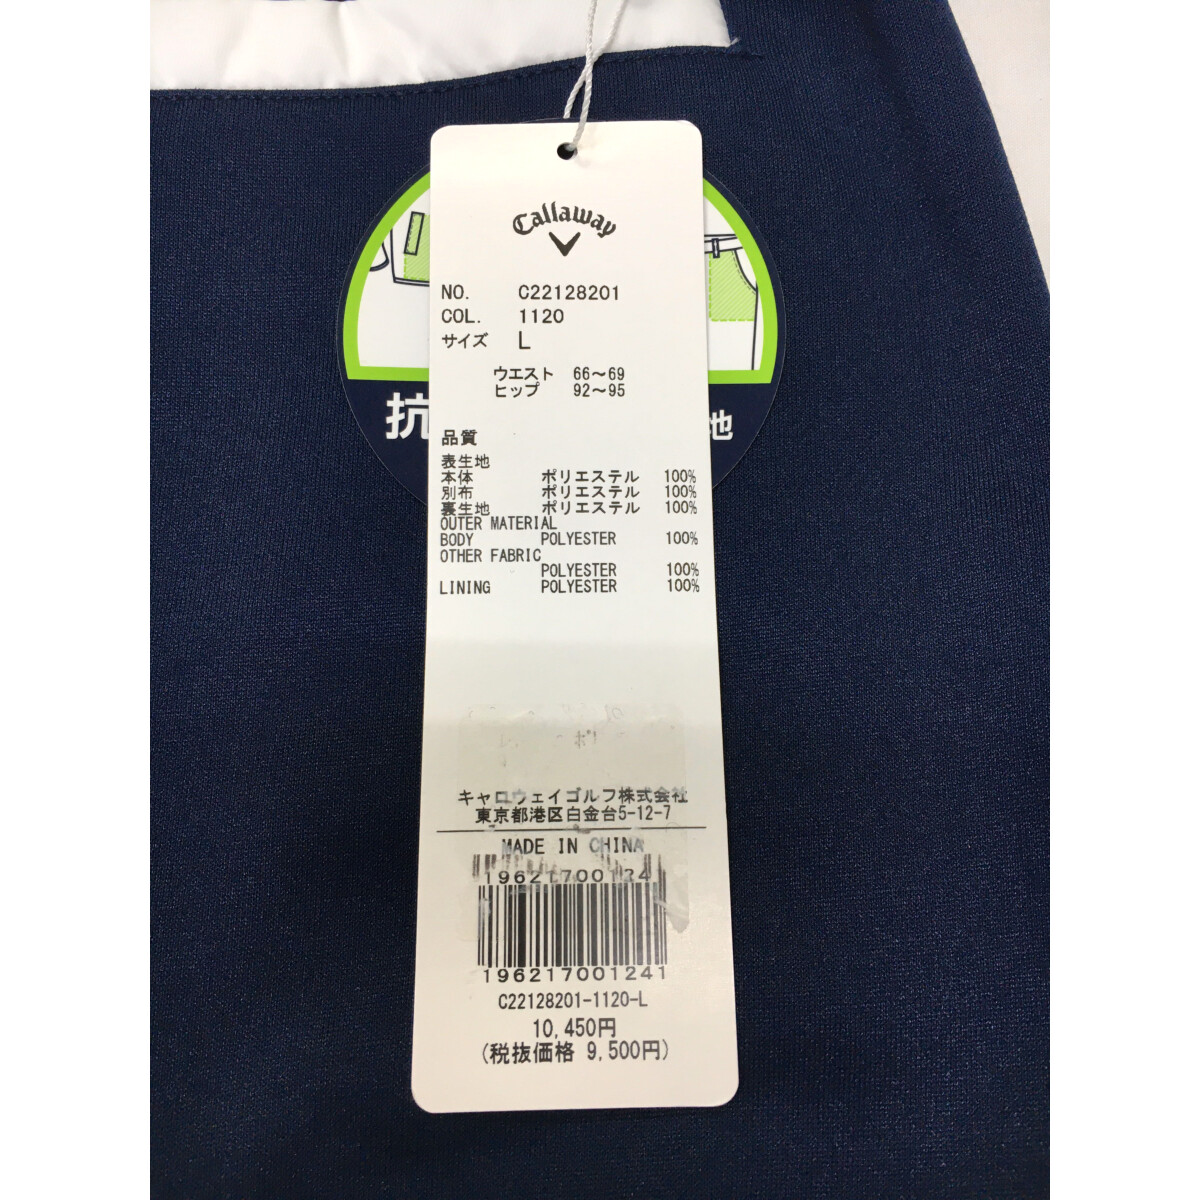 Callaway
NO. C22128201
COL. 1120
サイズ L
ウエスト 66～69
ヒップ 92～95
抗
池
品質
表生地
本体 ポリエステル 100%
別布 ポリエステル 100%
裏生地 ポリエステル 100%
OUTER MATERIAL
BODY POLYESTER 100%
OTHER FABRIC
POLYESTER 100%
LINING POLYESTER 100%
キャロウェイゴルフ株式会社
東京都港区白金台5-12-7
MADE IN CHINA
196217001241
196217001241
C22128201-1120-L
10,450円
(税抜価格 9,500円)